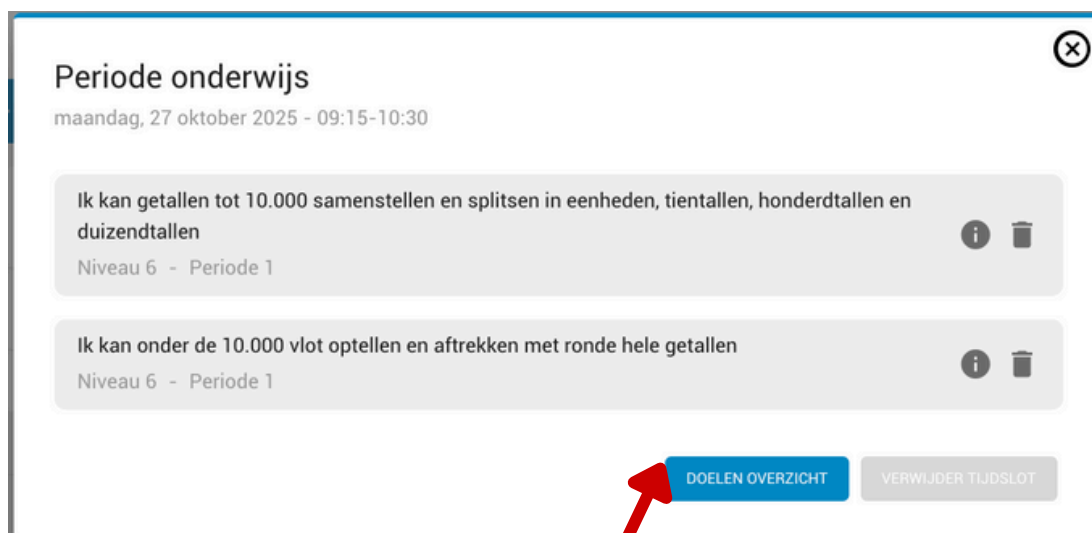 Periode onderwijs
maandag, 27 oktober 2025 - 09:15-10:30
Ik kan getallen tot 10.000 samenstellen en splitsen in eenheden, tientallen, honderdtallen en
duizendtallen
Niveau 6 - Periode 1
Ik kan onder de 10.000 vlot optellen en aftrekken met ronde hele getallen
Niveau 6 - Periode 1
DOELEN OVERZICHT
VERWIJDER TIJDSLOT